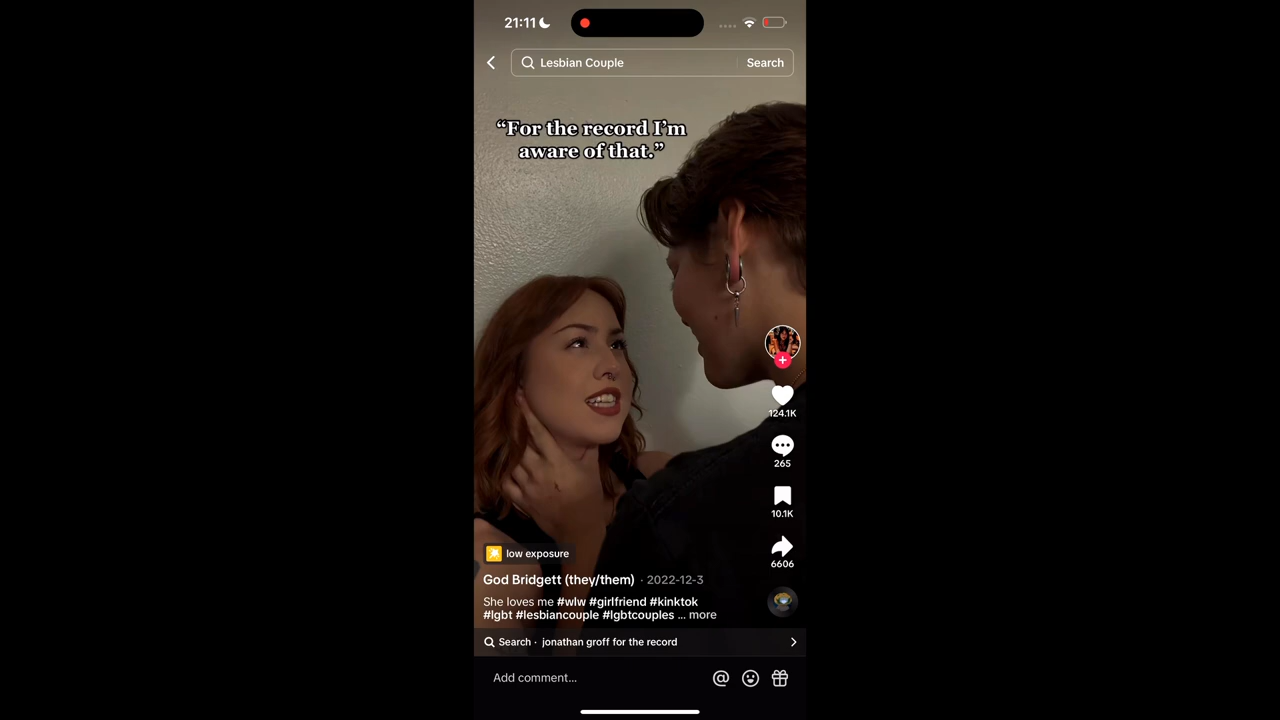 21:11
Lesbian Couple
Search
“For the record I’m
aware of that.”
124.1K
265
10.1K
6606
low exposure
God Bridgett (they/them) · 2022-12-3
She loves me #wlw #girlfriend #kinktok
#lgbt #lesbiancouple #lgbtcouples ... more
Search · jonathan groff for the record
Add comment...